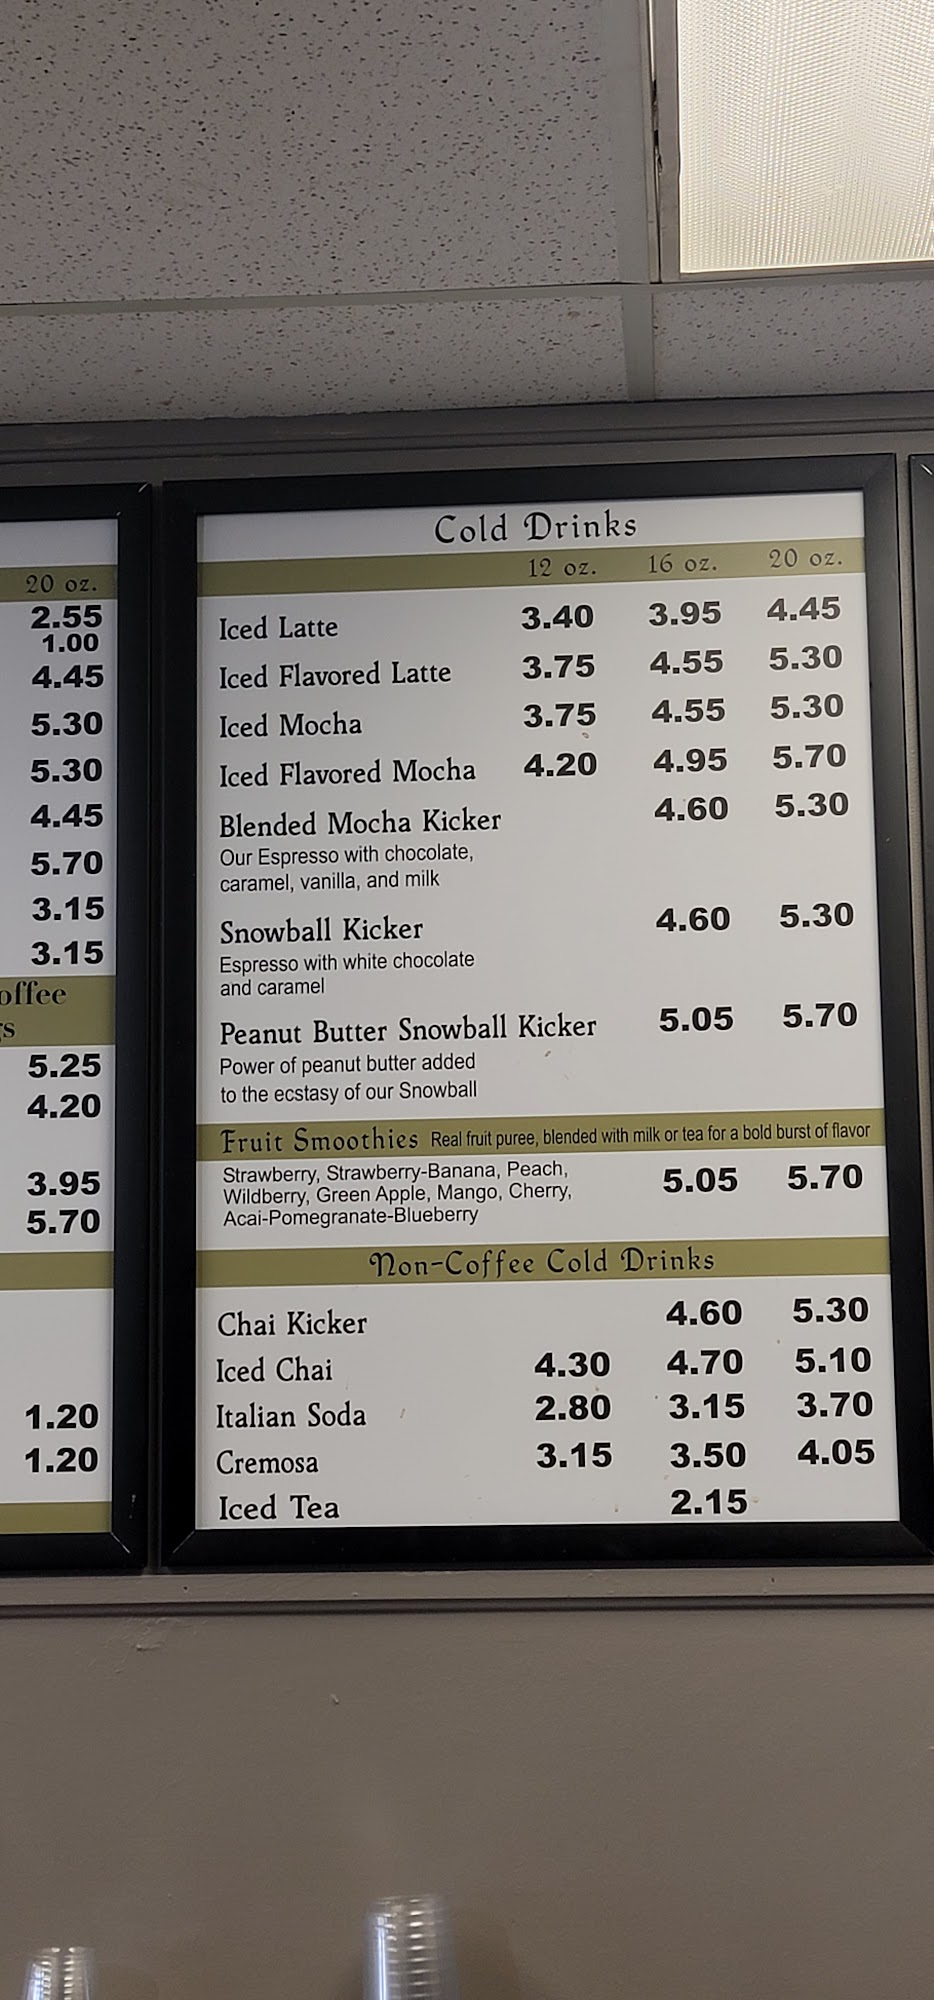 20 oz.
2.55
1.00
4.45
5.30
5.30
4.45
5.70
3.15
3.15
offee
s
5.25
4.20
3.95
5.70
1.20
1.20
Cold Drinks
12 oz. 16 oz. 20 oz.
Iced Latte 3.40 3.95 4.45
Iced Flavored Latte 3.75 4.55 5.30
Iced Mocha 3.75 4.55 5.30
Iced Flavored Mocha 4.20 4.95 5.70
Blended Mocha Kicker 4.60 5.30
Our Espresso with chocolate,
caramel, vanilla, and milk
Snowball Kicker 4.60 5.30
Espresso with white chocolate
and caramel
Peanut Butter Snowball Kicker 5.05 5.70
Power of peanut butter added
to the ecstasy of our Snowball
Fruit Smoothies Real fruit puree, blended with milk or tea for a bold burst of flavor
Strawberry, Strawberry-Banana, Peach, 5.05 5.70
Wildberry, Green Apple, Mango, Cherry,
Acai-Pomegranate-Blueberry
Non-Coffee Cold Drinks
Chai Kicker 4.60 5.30
Iced Chai 4.30 4.70 5.10
Italian Soda 2.80 3.15 3.70
Cremosa 3.15 3.50 4.05
Iced Tea 2.15